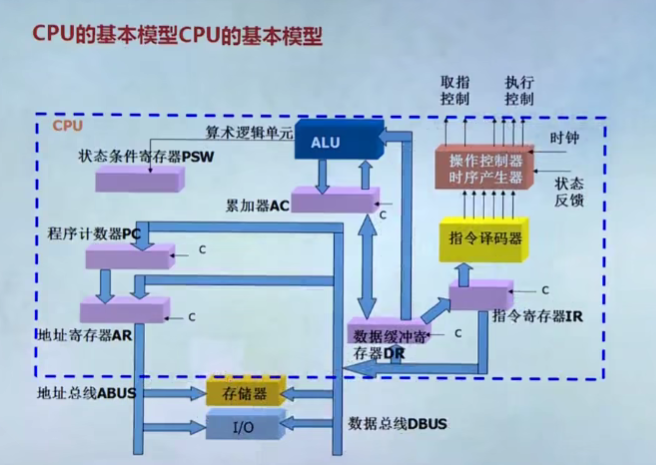 CPU的基本模型CPU的基本模型
取指
控制
执行
控制
CPU
算术逻辑单元
ALU
时钟
操作控制器
时序产生器
状态条件寄存器PSW
状态
反馈
累加器AC
C
程序计数器PC
C
指令译码器
C
指令寄存器IR
C
地址寄存器AR
数据缓冲寄
存器DR
C
地址总线ABUS
存储器
I/O
数据总线DBUS